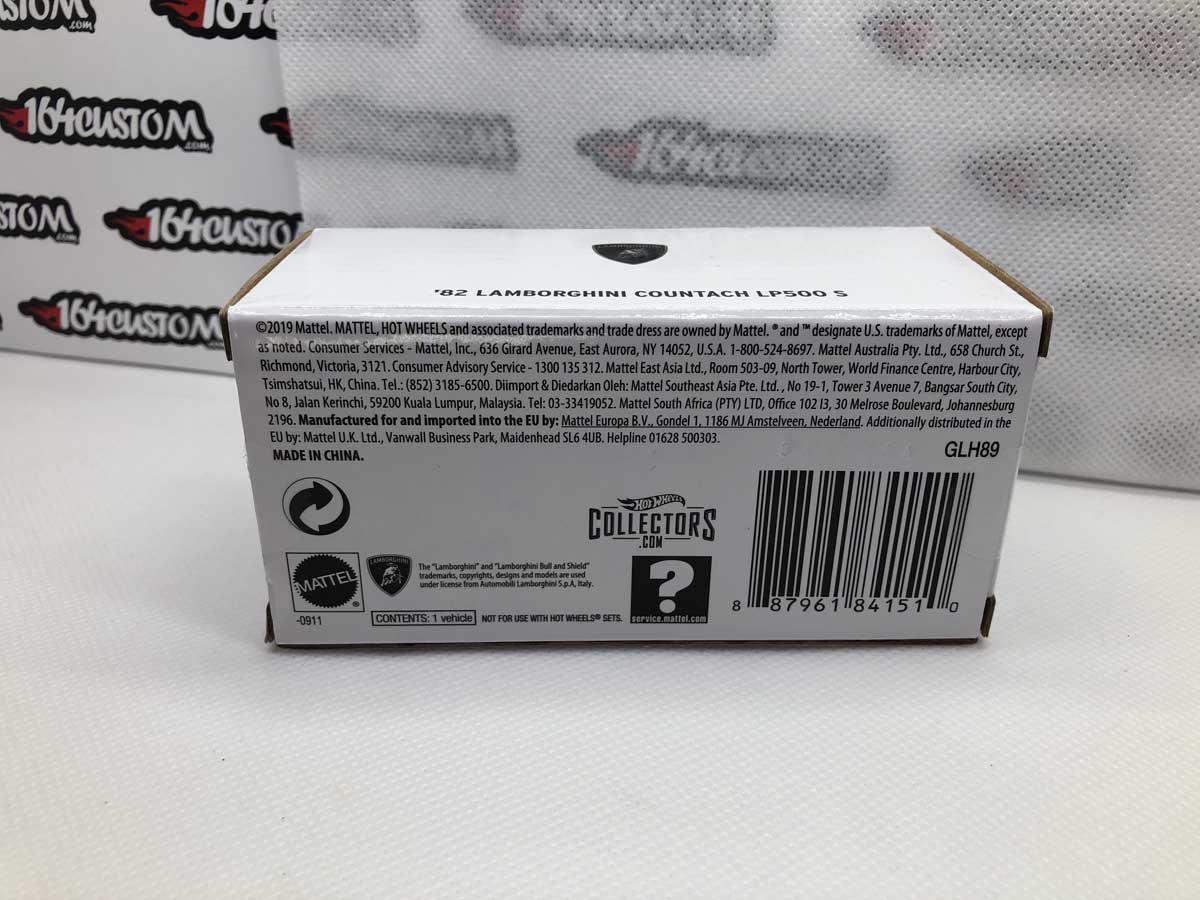 STOM
.com
164c
164CUSTOM
.com
164c
STOM
.com
164CUSTO
164CUSTOM
LAMBORGHINI
'82 LAMBORGHINI COUNTACH LP500 S
©2019 Mattel. MATTEL, HOT WHEELS and associated trademarks and trade dress are owned by Mattel. ® and ™ designate U.S. trademarks of Mattel, except
as noted. Consumer Services - Mattel, Inc., 636 Girard Avenue, East Aurora, NY 14052, U.S.A. 1-800-524-8697. Mattel Australia Pty. Ltd., 658 Church St.,
Richmond, Victoria, 3121. Consumer Advisory Service - 1300 135 312. Mattel East Asia Ltd., Room 503-09, North Tower, World Finance Centre, Harbour City,
Tsimshatsui, HK, China. Tel.: (852) 3185-6500. Diimport & Diedarkan Oleh: Mattel Southeast Asia Pte. Ltd. , No 19-1, Tower 3 Avenue 7, Bangsar South City,
No 8, Jalan Kerinchi, 59200 Kuala Lumpur, Malaysia. Tel: 03-33419052. Mattel South Africa (PTY) LTD, Office 102 I3, 30 Melrose Boulevard, Johannesburg
2196. Manufactured for and imported into the EU by: Mattel Europa B.V., Gondel 1, 1186 MJ Amstelveen, Nederland. Additionally distributed in the
EU by: Mattel U.K. Ltd., Vanwall Business Park, Maidenhead SL6 4UB. Helpline 01628 500303.
MADE IN CHINA.
GLH89
HOT WHEELS
COLLECTORS
.COM
MATTEL
®
LAMBORGHINI
The "Lamborghini" and "Lamborghini Bull and Shield"
trademarks, copyrights, designs and models are used
under license from Automobili Lamborghini S.p.A, Italy.
?
service.mattel.com
8 87961 84151 0
-0911
CONTENTS: 1 vehicle
NOT FOR USE WITH HOT WHEELS® SETS.